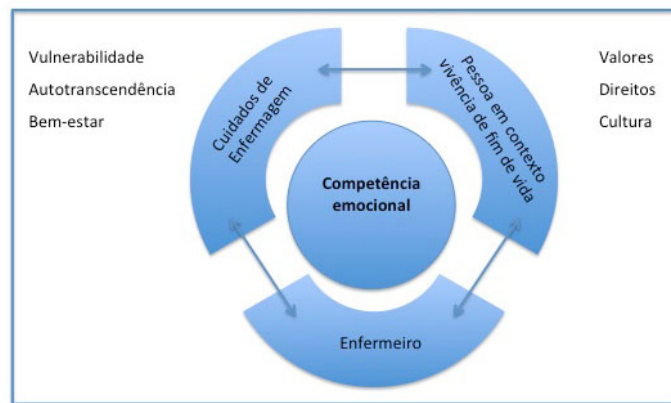 Vulnerabilidade
Autotranscendência
Bem-estar
Cuidados de
Enfermagem
Pessoa em contexto
vivência de fim de vida
Valores
Direitos
Cultura
Competência
emocional
Enfermeiro